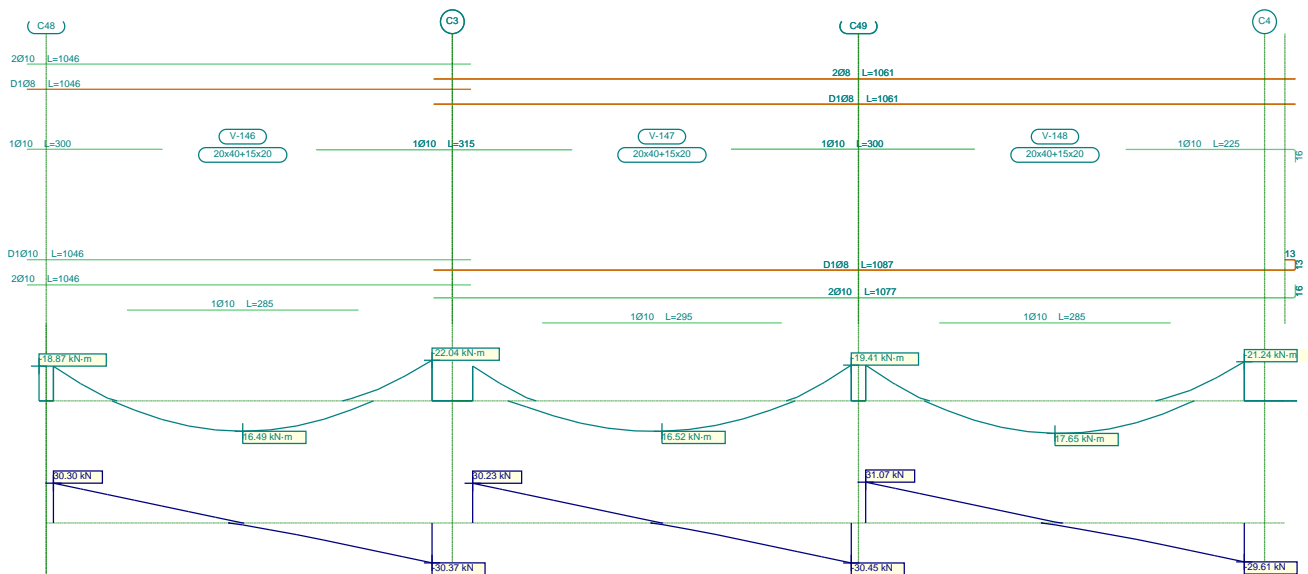 C48 C3 C49 C4
2Ø10 L=1046
2Ø8 L=1061
D1Ø8 L=1046
D1Ø8 L=1061
V-146 V-147 V-148
1Ø10 L=300 1Ø10 L=315 1Ø10 L=300 1Ø10 L=225
20x40+15x20 20x40+15x20 20x40+15x20
16
D1Ø10 L=1046 13
D1Ø8 L=1087 13
2Ø10 L=1046
2Ø10 L=1077 16
1Ø10 L=285
1Ø10 L=295 1Ø10 L=285
-18.87 kN·m -22.04 kN·m -19.41 kN·m -21.24 kN·m
16.49 kN·m 16.52 kN·m 17.65 kN·m
30.30 kN 30.23 kN 31.07 kN
-30.37 kN -30.45 kN -29.61 kN